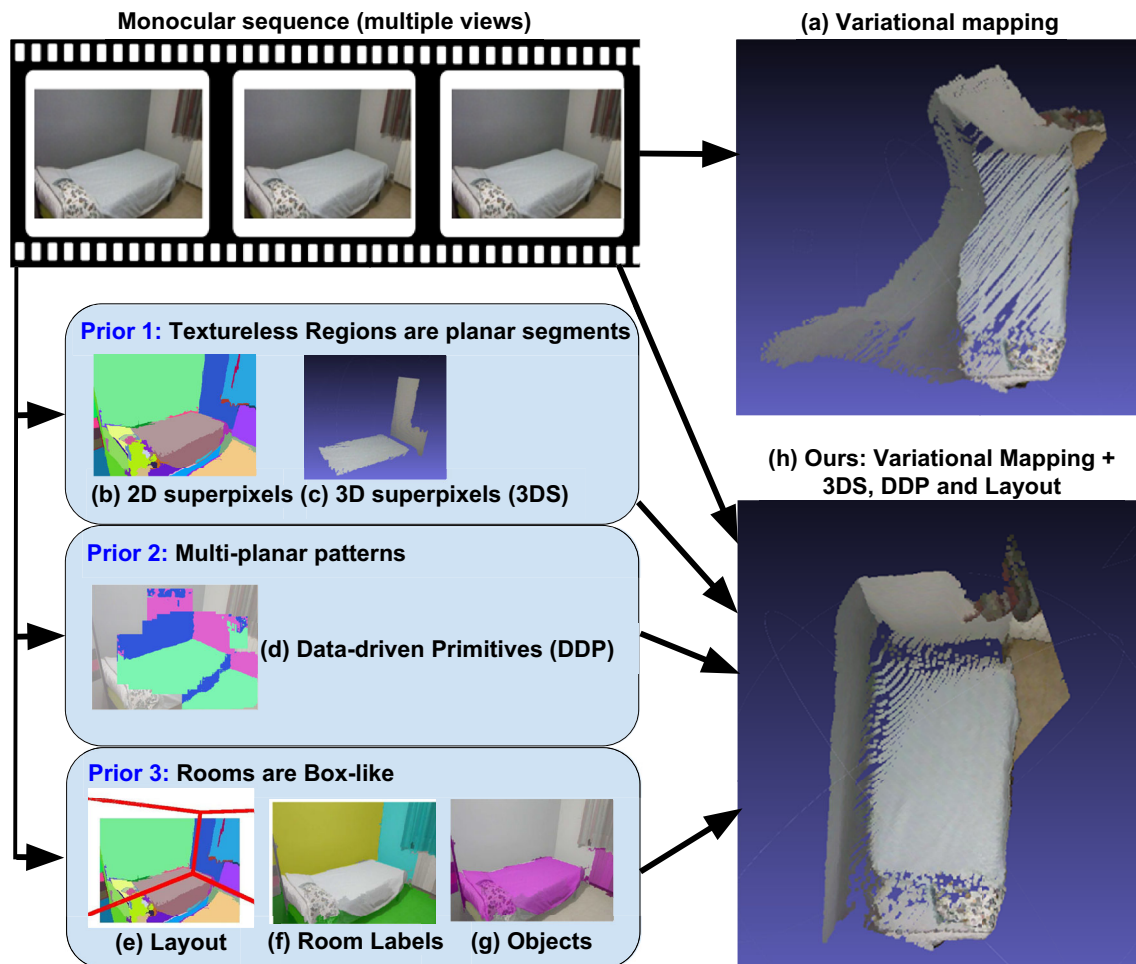 Monocular sequence (multiple views)
(a) Variational mapping
Prior 1: Textureless Regions are planar segments
(b) 2D superpixels (c) 3D superpixels (3DS)
(h) Ours: Variational Mapping +
3DS, DDP and Layout
Prior 2: Multi-planar patterns
(d) Data-driven Primitives (DDP)
Prior 3: Rooms are Box-like
(e) Layout (f) Room Labels (g) Objects